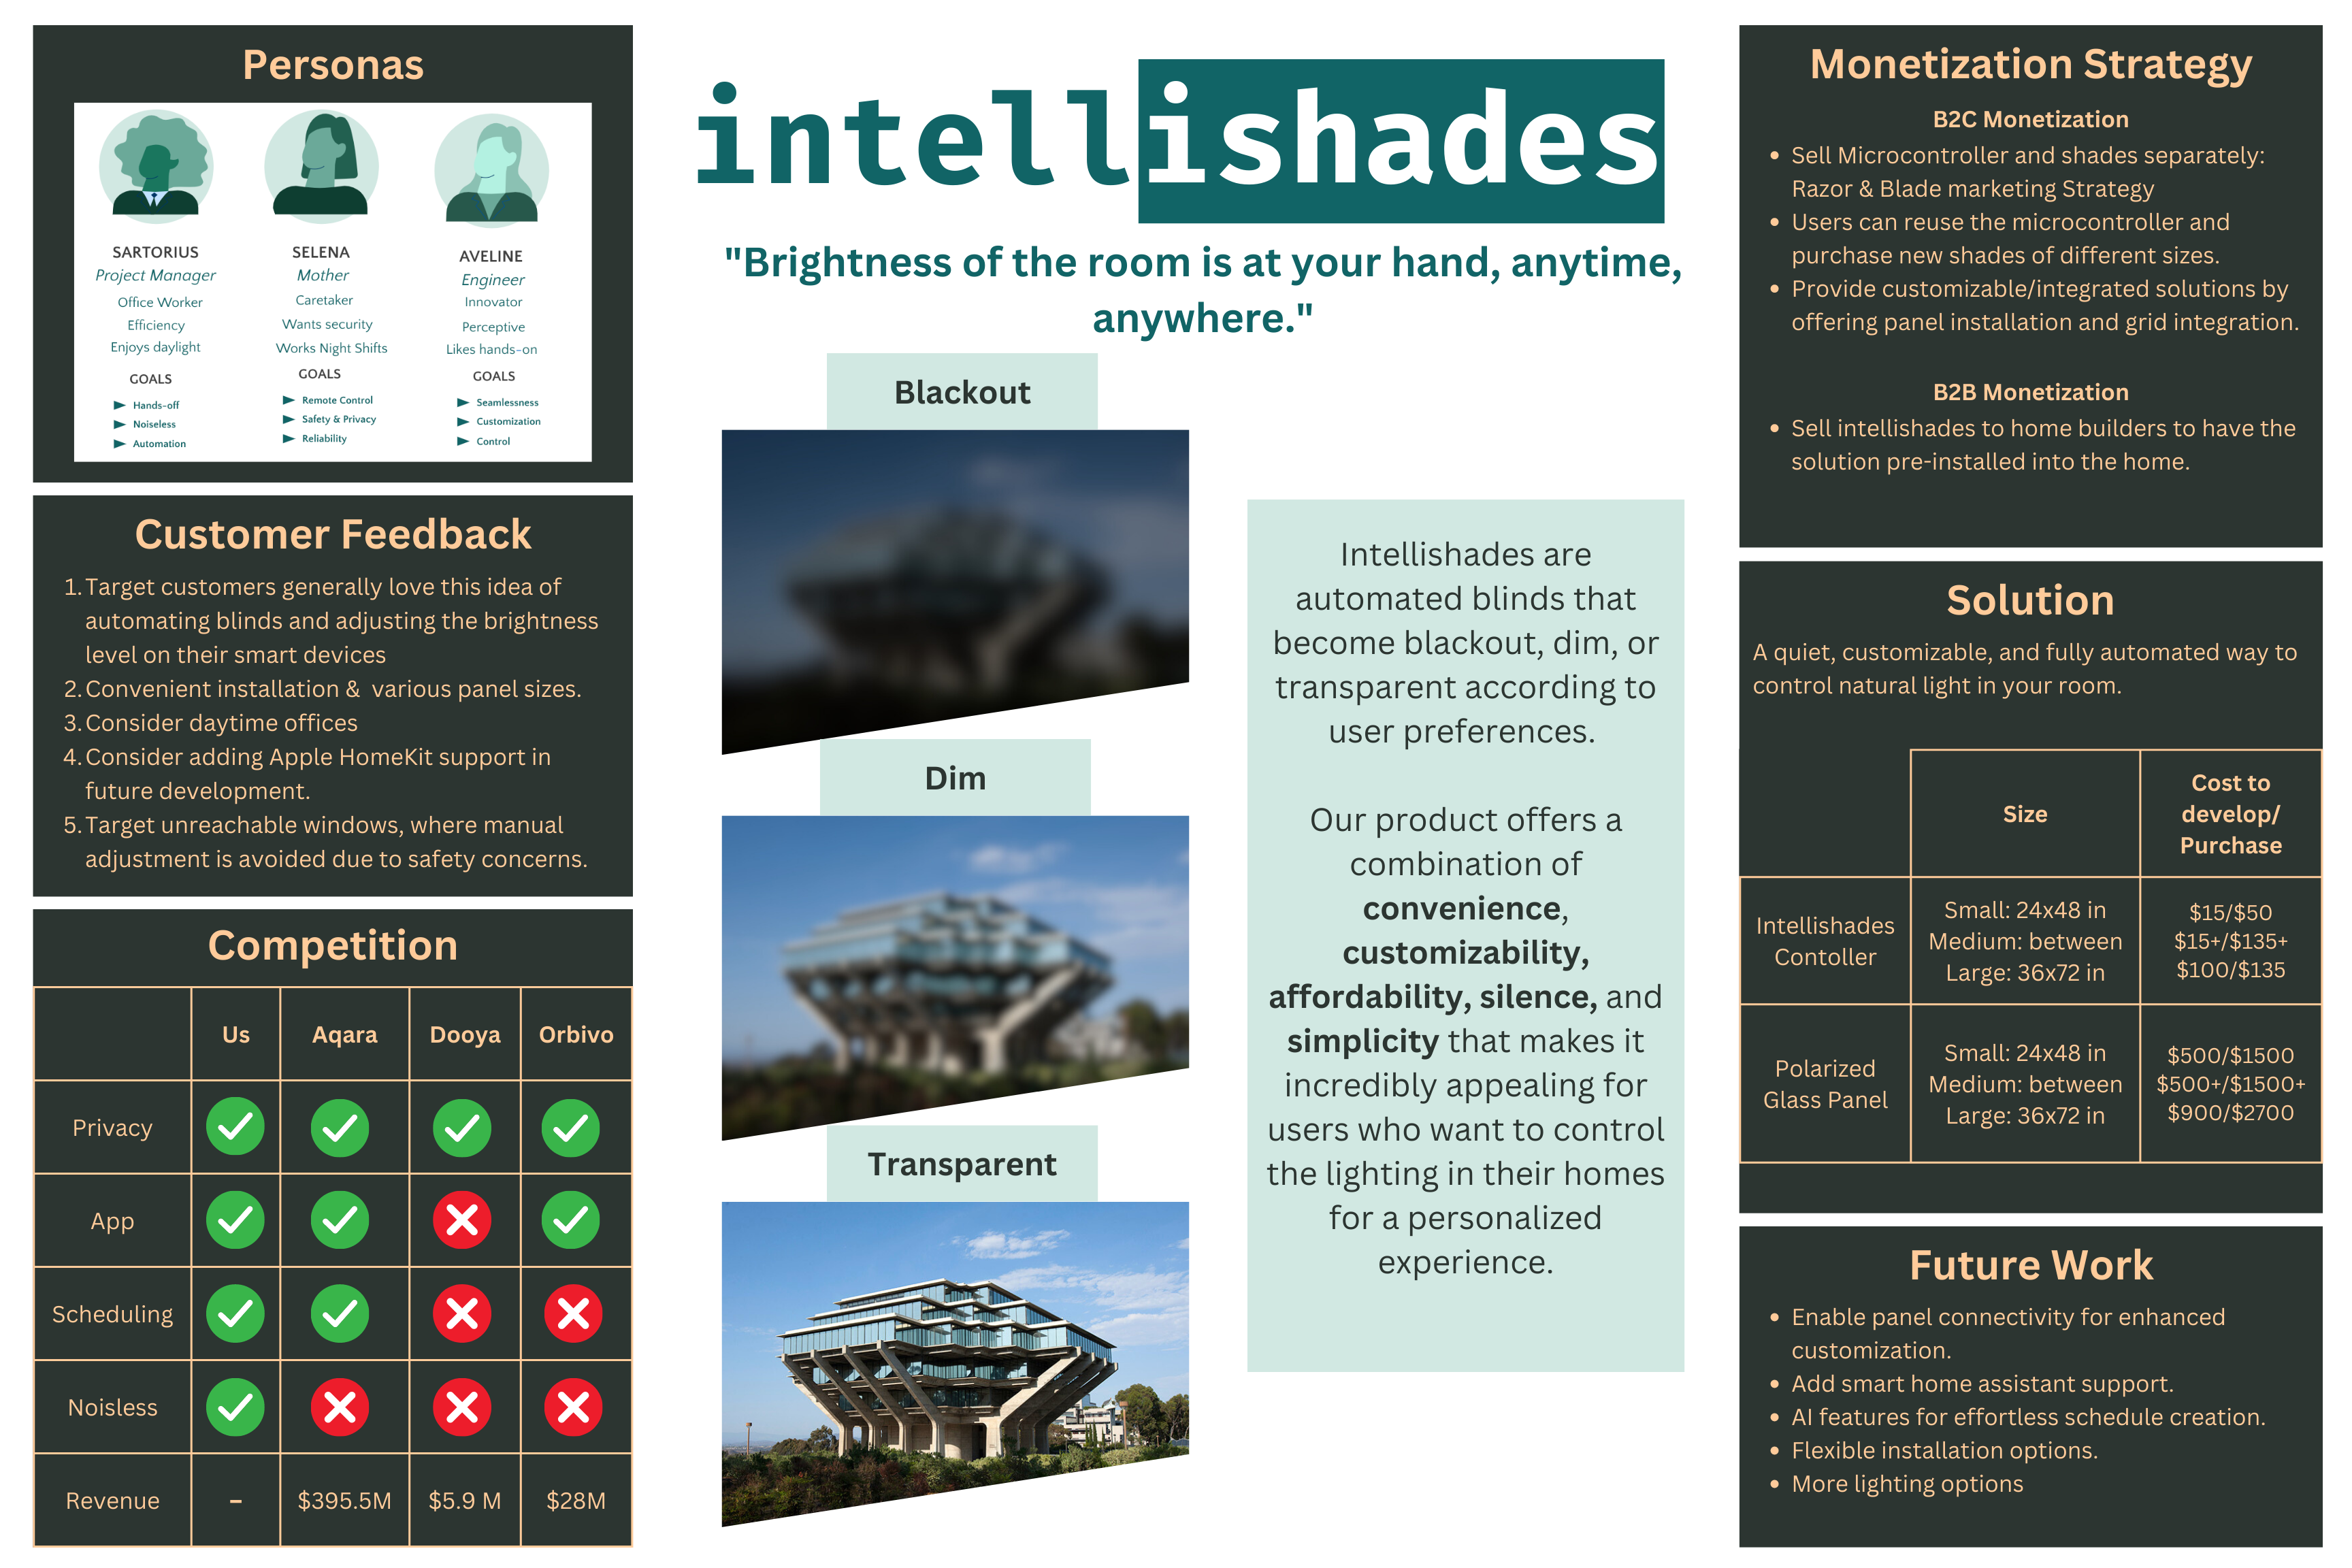 Personas
SARTORIUS
Project Manager
Office Worker
Efficiency
Enjoys daylight
GOALS
Hands-off
Noiseless
Automation
SELENA
Mother
Caretaker
Wants security
Works Night Shifts
GOALS
Remote Control
Safety & Privacy
Reliability
AVELINE
Engineer
Innovator
Perceptive
Likes hands-on
GOALS
Seamlessness
Customization
Control
Customer Feedback
1. Target customers generally love this idea of
automating blinds and adjusting the brightness
level on their smart devices
2. Convenient installation & various panel sizes.
3. Consider daytime offices
4. Consider adding Apple HomeKit support in
future development.
5. Target unreachable windows, where manual
adjustment is avoided due to safety concerns.
Competition
Us Aqara Dooya Orbivo
Privacy
App
Scheduling
Noisless
Revenue – $395.5M $5.9 M $28M
intellishades
"Brightness of the room is at your hand, anytime,
anywhere."
Blackout
Dim
Transparent
Intellishades are
automated blinds that
become blackout, dim, or
transparent according to
user preferences.
Our product offers a
combination of
convenience,
customizability,
affordability, silence, and
simplicity that makes it
incredibly appealing for
users who want to control
the lighting in their homes
for a personalized
experience.
Monetization Strategy
B2C Monetization
• Sell Microcontroller and shades separately:
Razor & Blade marketing Strategy
• Users can reuse the microcontroller and
purchase new shades of different sizes.
• Provide customizable/integrated solutions by
offering panel installation and grid integration.
B2B Monetization
• Sell intellishades to home builders to have the
solution pre-installed into the home.
Solution
A quiet, customizable, and fully automated way to
control natural light in your room.
Size
Cost to
develop/
Purchase
Intellishades
Contoller
Small: 24x48 in
Medium: between
Large: 36x72 in
$15/$50
$15+/$135+
$100/$135
Polarized
Glass Panel
Small: 24x48 in
Medium: between
Large: 36x72 in
$500/$1500
$500+/$1500+
$900/$2700
Future Work
• Enable panel connectivity for enhanced
customization.
• Add smart home assistant support.
• AI features for effortless schedule creation.
• Flexible installation options.
• More lighting options